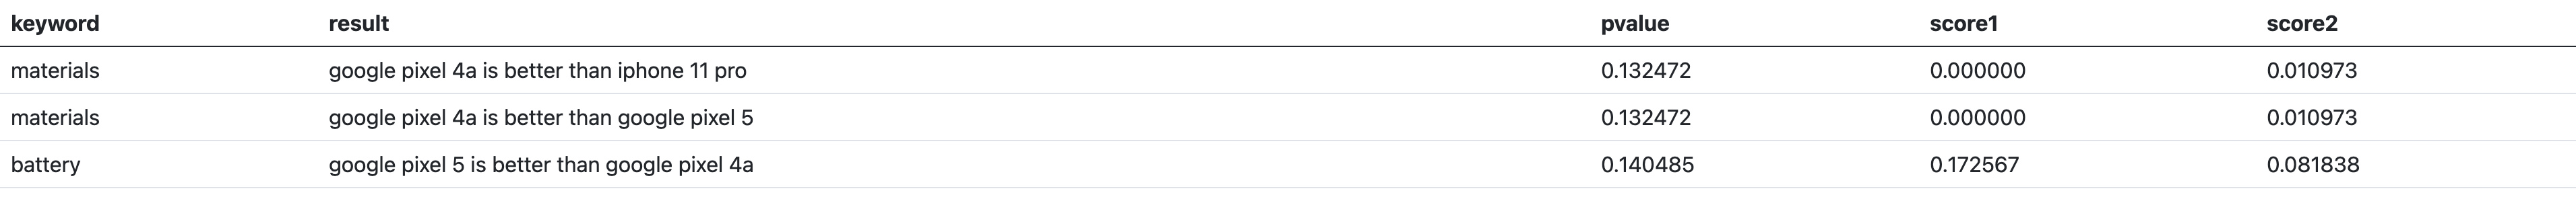 keyword result pvalue score1 score2
materials google pixel 4a is better than iphone 11 pro 0.132472 0.000000 0.010973
materials google pixel 4a is better than google pixel 5 0.132472 0.000000 0.010973
battery google pixel 5 is better than google pixel 4a 0.140485 0.172567 0.081838